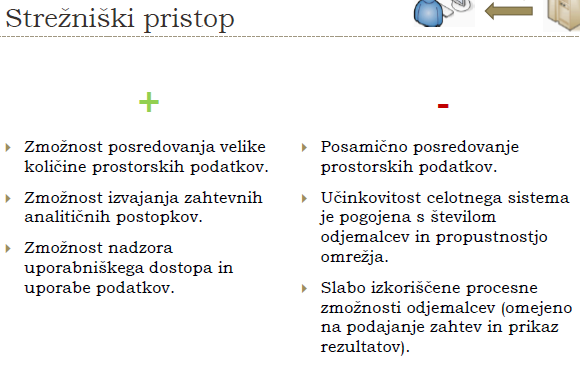 Strežniški pristop
+
Zmožnost posredovanja velike
količine prostorskih podatkov.
Zmožnost izvajanja zahtevnih
analitičnih postopkov.
Zmožnost nadzora
uporabniškega dostopa in
uporabe podatkov.
-
Posamično posredovanje
prostorskih podatkov.
Učinkovitost celotnega sistema
je pogojena s številom
odjemalcev in propustnostjo
omrežja.
Slabo izkoriščene procesne
zmožnosti odjemalcev (omejeno
na podajanje zahtev in prikaz
rezultatov).